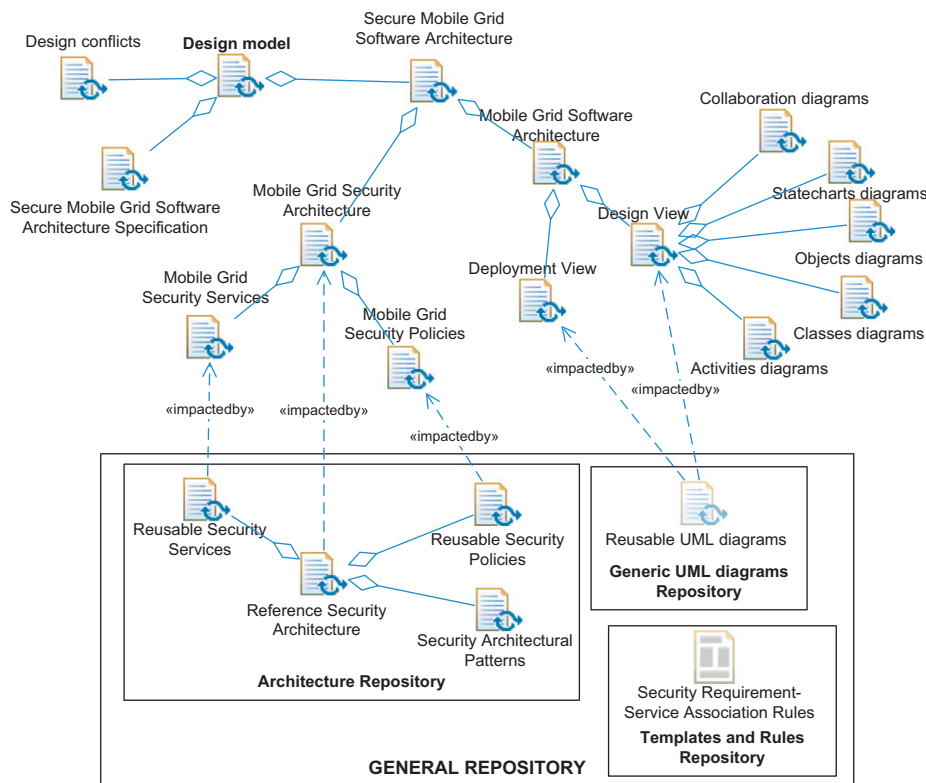 Secure Mobile Grid
Software Architecture
Design conflicts
Design model
Collaboration diagrams
Mobile Grid Software
Architecture
Statecharts diagrams
Mobile Grid Security
Architecture
Secure Mobile Grid Software
Architecture Specification
Design View
Objects diagrams
Mobile Grid
Security Services
Deployment View
Mobile Grid
Security Policies
Classes diagrams
Activities diagrams
«impactedby»
«impactedby»
«impactedby»
«impactedby»
«impactedby»
Reusable Security
Services
Reusable Security
Policies
Reusable UML diagrams
Generic UML diagrams
Repository
Reference Security
Architecture
Security Architectural
Patterns
Architecture Repository
Security Requirement-
Service Association Rules
Templates and Rules
Repository
GENERAL REPOSITORY